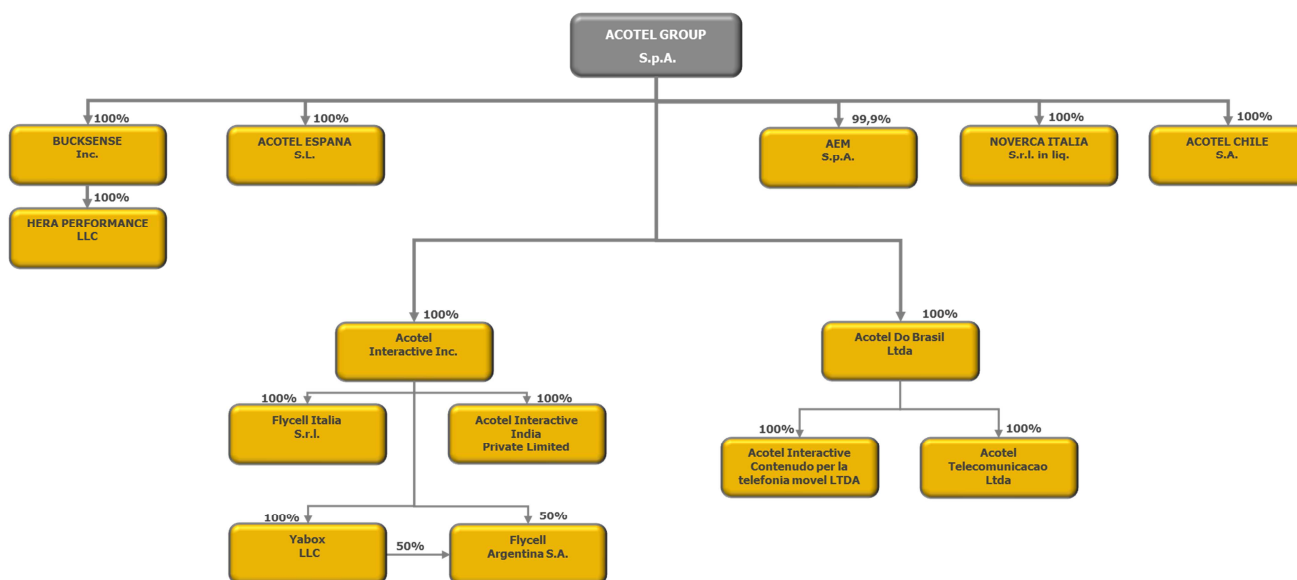 ACOTEL GROUP
S.p.A.
100%
100%
99,9%
100%
100%
BUCKSENSE
Inc.
ACOTEL ESPANA
S.L.
AEM
S.p.A.
NOVERCA ITALIA
S.r.l. in liq.
ACOTEL CHILE
S.A.
100%
HERA PERFORMANCE
LLC
100%
100%
Acotel
Interactive Inc.
Acotel Do Brasil
Ltda
100%
100%
Flycell Italia
S.r.l.
Acotel Interactive
India
Private Limited
100%
100%
Acotel Interactive
Contenudo per la
telefonia movel LTDA
Acotel
Telecomunicacao
Ltda
100%
50%
Yabox
LLC
50%
Flycell
Argentina S.A.